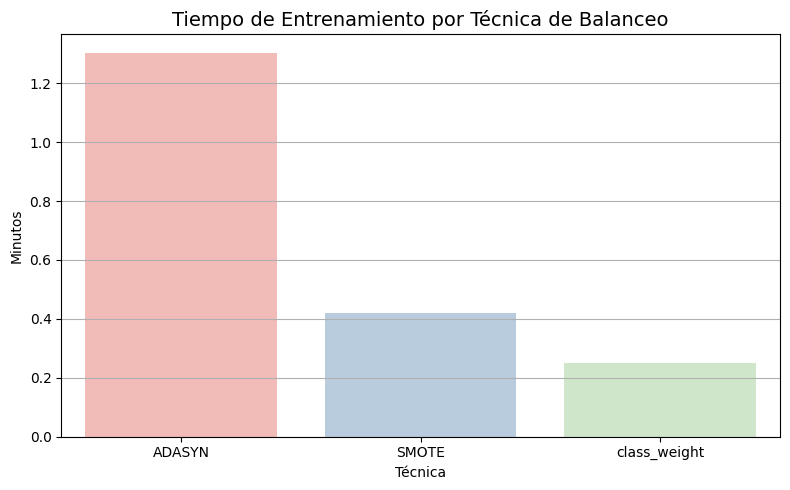 Tiempo de Entrenamiento por Técnica de Balanceo
Minutos
1.2
1.0
0.8
0.6
0.4
0.2
0.0
ADASYN SMOTE class_weight
Técnica